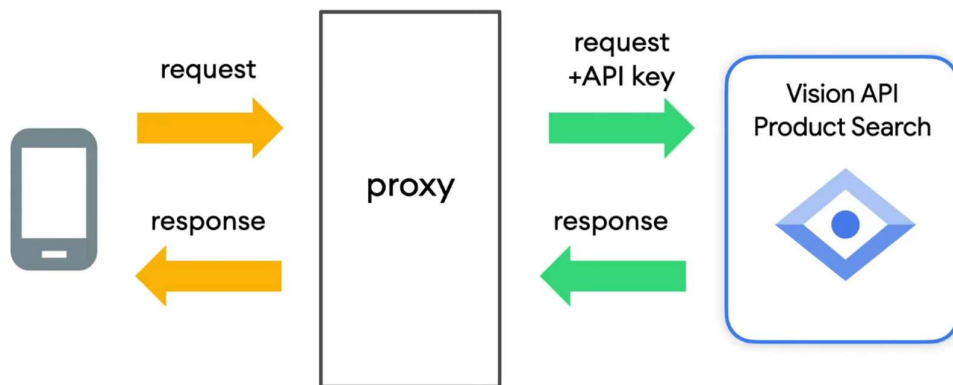 request
response
proxy
request
+API key
response
Vision API
Product Search